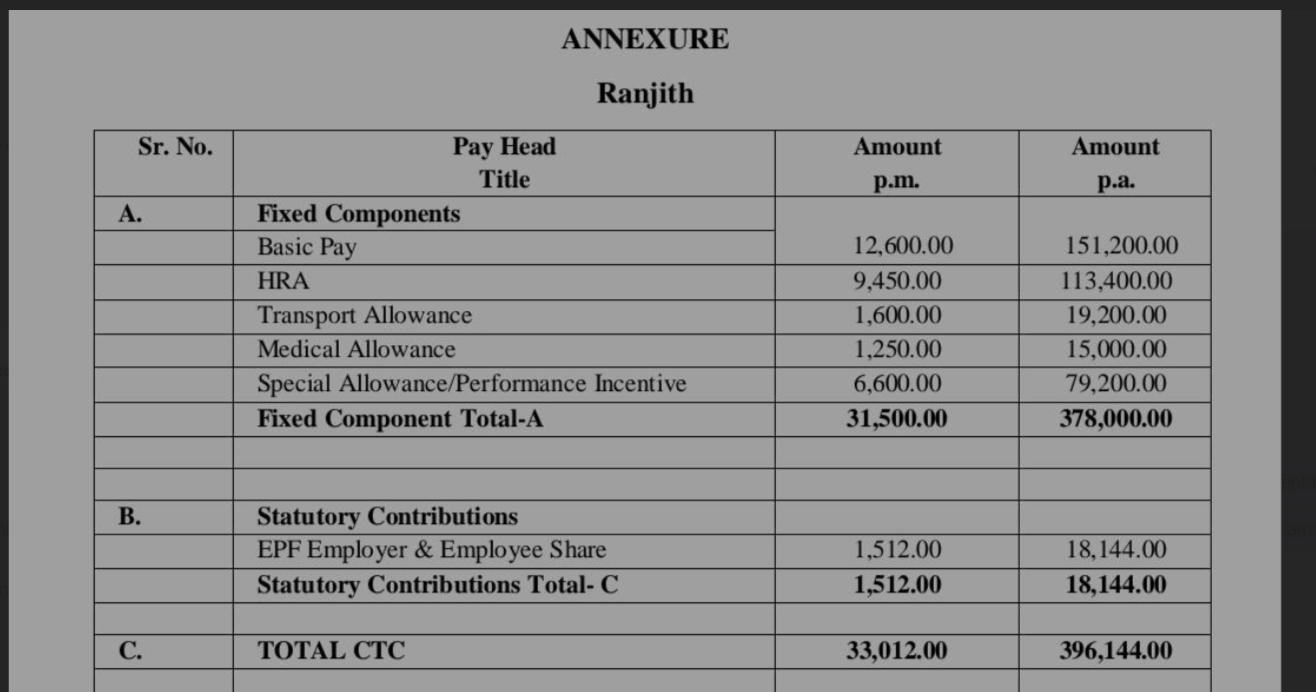 ANNEXURE
Ranjith
Sr. No. Pay Head Title Amount p.m. Amount p.a.
A. Fixed Components
Basic Pay 12,600.00 151,200.00
HRA 9,450.00 113,400.00
Transport Allowance 1,600.00 19,200.00
Medical Allowance 1,250.00 15,000.00
Special Allowance/Performance Incentive 6,600.00 79,200.00
Fixed Component Total-A 31,500.00 378,000.00
B. Statutory Contributions
EPF Employer & Employee Share 1,512.00 18,144.00
Statutory Contributions Total- C 1,512.00 18,144.00
C. TOTAL CTC 33,012.00 396,144.00